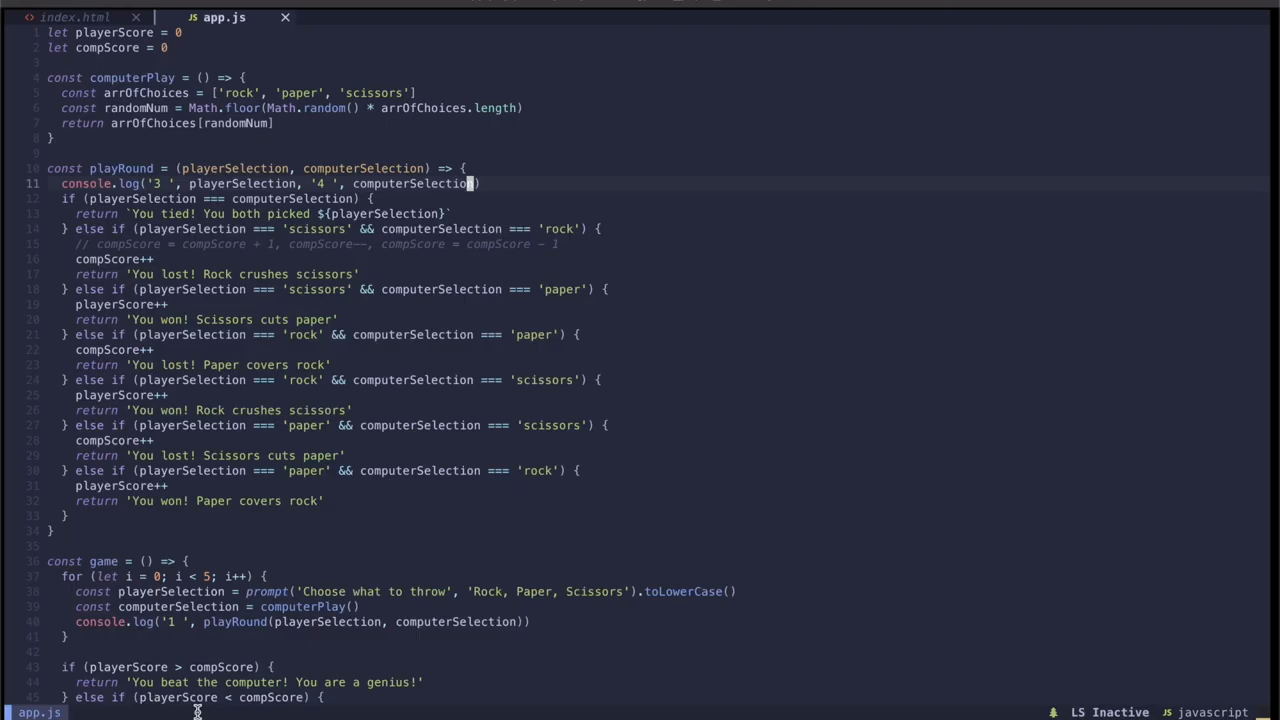 index.html
app.js
1 let playerScore = 0
2 let compScore = 0
3
4 const computerPlay = () => {
5 const arrOfChoices = ['rock', 'paper', 'scissors']
6 const randomNum = Math.floor(Math.random() * arrOfChoices.length)
7 return arrOfChoices[randomNum]
8 }
9
10 const playRound = (playerSelection, computerSelection) => {
11 console.log('3 ', playerSelection, '4 ', computerSelection)
12 if (playerSelection === computerSelection) {
13 return `You tied! You both picked ${playerSelection}`
14 } else if (playerSelection === 'scissors' && computerSelection === 'rock') {
15 // compScore = compScore + 1, compScore--, compScore = compScore - 1
16 compScore++
17 return 'You lost! Rock crushes scissors'
18 } else if (playerSelection === 'scissors' && computerSelection === 'paper') {
19 playerScore++
20 return 'You won! Scissors cuts paper'
21 } else if (playerSelection === 'rock' && computerSelection === 'paper') {
22 compScore++
23 return 'You lost! Paper covers rock'
24 } else if (playerSelection === 'rock' && computerSelection === 'scissors') {
25 playerScore++
26 return 'You won! Rock crushes scissors'
27 } else if (playerSelection === 'paper' && computerSelection === 'scissors') {
28 compScore++
29 return 'You lost! Scissors cuts paper'
30 } else if (playerSelection === 'paper' && computerSelection === 'rock') {
31 playerScore++
32 return 'You won! Paper covers rock'
33 }
34 }
35
36 const game = () => {
37 for (let i = 0; i < 5; i++) {
38 const playerSelection = prompt('Choose what to throw', 'Rock, Paper, Scissors').toLowerCase()
39 const computerSelection = computerPlay()
40 console.log('1 ', playRound(playerSelection, computerSelection))
41 }
42
43 if (playerScore > compScore) {
44 return 'You beat the computer! You are a genius!'
45 } else if (playerScore < compScore) {
app.js
LS Inactive
JS javascript